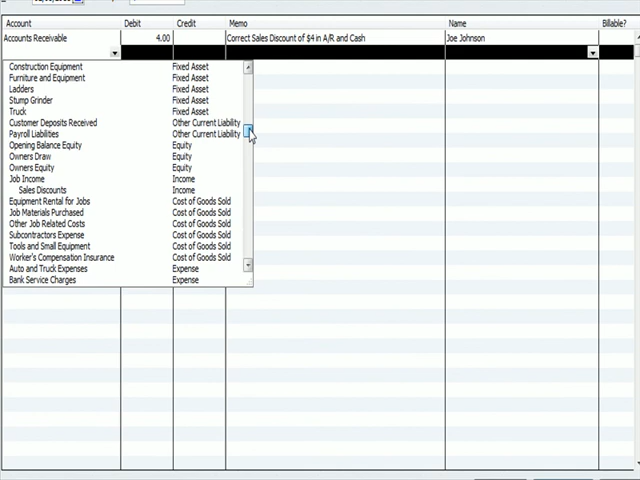 Account Debit Credit Memo Name Billable?
Accounts Receivable 4.00 Correct Sales Discount of $4 in A/R and Cash Joe Johnson
Construction Equipment Fixed Asset
Furniture and Equipment Fixed Asset
Ladders Fixed Asset
Stump Grinder Fixed Asset
Truck Fixed Asset
Customer Deposits Received Other Current Liability
Payroll Liabilities Other Current Liability
Opening Balance Equity Equity
Owners Draw Equity
Owners Equity Equity
Job Income Income
Sales Discounts Income
Equipment Rental for Jobs Cost of Goods Sold
Job Materials Purchased Cost of Goods Sold
Other Job Related Costs Cost of Goods Sold
Subcontractors Expense Cost of Goods Sold
Tools and Small Equipment Cost of Goods Sold
Worker's Compensation Insurance Cost of Goods Sold
Auto and Truck Expenses Expense
Bank Service Charges Expense